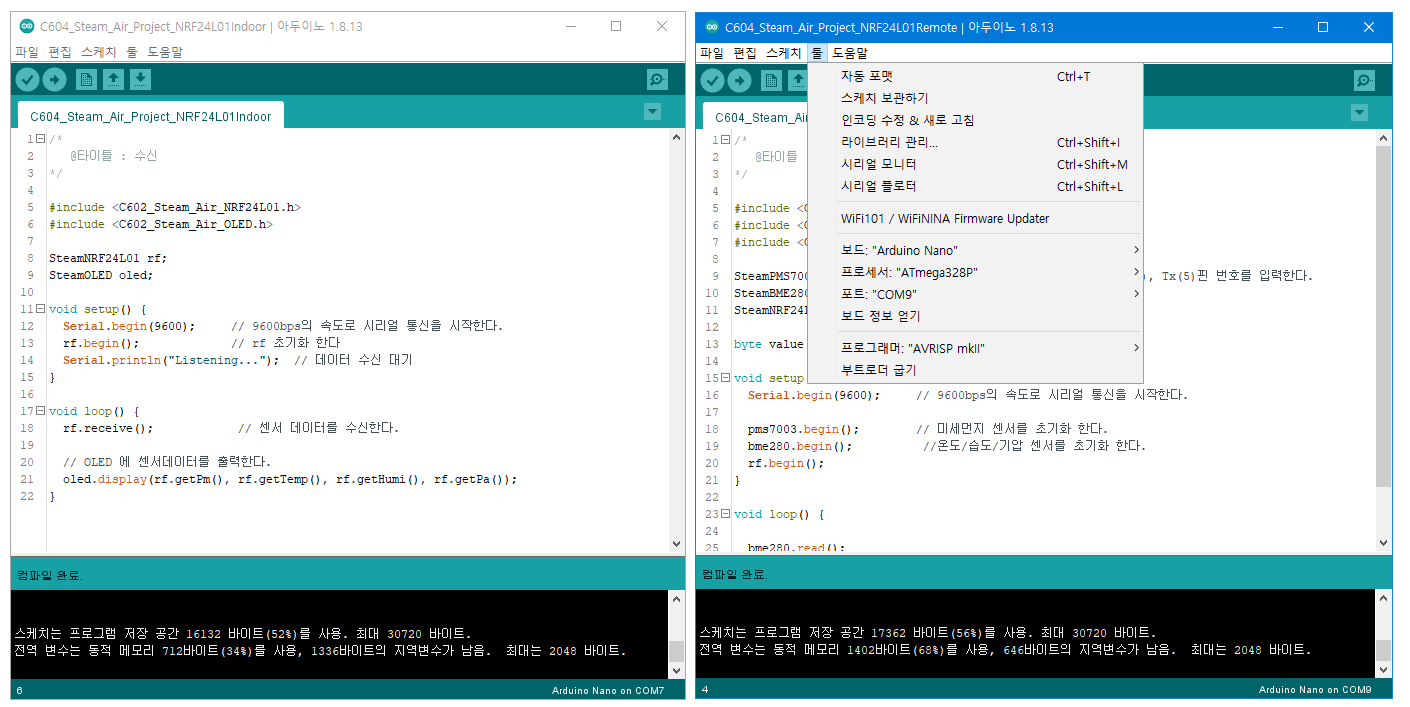 C604_Steam_Air_Project_NRF24L01Indoor | 아두이노 1.8.13
파일 편집 스케치 툴 도움말
C604_Steam_Air_Project_NRF24L01Indoor
1 /*
2 @타이틀 : 수신
3 */
4
5 #include <C602_Steam_Air_NRF24L01.h>
6 #include <C602_Steam_Air_OLED.h>
7
8 SteamNRF24L01 rf;
9 SteamOLED oled;
10
11 void setup() {
12 Serial.begin(9600); // 9600bps의 속도로 시리얼 통신을 시작한다.
13 rf.begin(); // rf 초기화 한다
14 Serial.println("Listening..."); // 데이터 수신 대기
15 }
16
17 void loop() {
18 rf.receive(); // 센서 데이터를 수신한다.
19
20 // OLED 에 센서데이터를 출력한다.
21 oled.display(rf.getPm(), rf.getTemp(), rf.getHumi(), rf.getPa());
22 }
컴파일 완료.
스케치는 프로그램 저장 공간 16132 바이트(52%)를 사용. 최대 30720 바이트.
전역 변수는 동적 메모리 712바이트(34%)를 사용, 1336바이트의 지역변수가 남음. 최대는 2048 바이트.
6 Arduino Nano on COM7
C604_Steam_Air_Project_NRF24L01Remote | 아두이노 1.8.13
파일 편집 스케치 툴 도움말
자동 포맷 Ctrl+T
스케치 보관하기
인코딩 수정 & 새로 고침
라이브러리 관리... Ctrl+Shift+I
시리얼 모니터 Ctrl+Shift+M
시리얼 플로터 Ctrl+Shift+L
WiFi101 / WiFiNINA Firmware Updater
보드: "Arduino Nano"
프로세서: "ATmega328P"
포트: "COM9"
보드 정보 얻기
프로그래머: "AVRISP mkII"
부트로더 굽기
C604_Steam_Ai
1 /*
2 @타이틀
3 */
4
5 #include <C
6 #include <C
7 #include <C
8
9 SteamPMS700 ), Tx(5)핀 번호를 입력한다.
10 SteamBME280
11 SteamNRF24L
12
13 byte value
14
15 void setup
16 Serial.begin(9600); // 9600bps의 속도로 시리얼 통신을 시작한다.
17
18 pms7003.begin(); // 미세먼지 센서를 초기화 한다.
19 bme280.begin(); //온도/습도/기압 센서를 초기화 한다.
20 rf.begin();
21 }
22
23 void loop() {
24
25 bme280.read();
컴파일 완료.
스케치는 프로그램 저장 공간 17362 바이트(56%)를 사용. 최대 30720 바이트.
전역 변수는 동적 메모리 1402바이트(68%)를 사용, 646바이트의 지역변수가 남음. 최대는 2048 바이트.
4 Arduino Nano on COM9